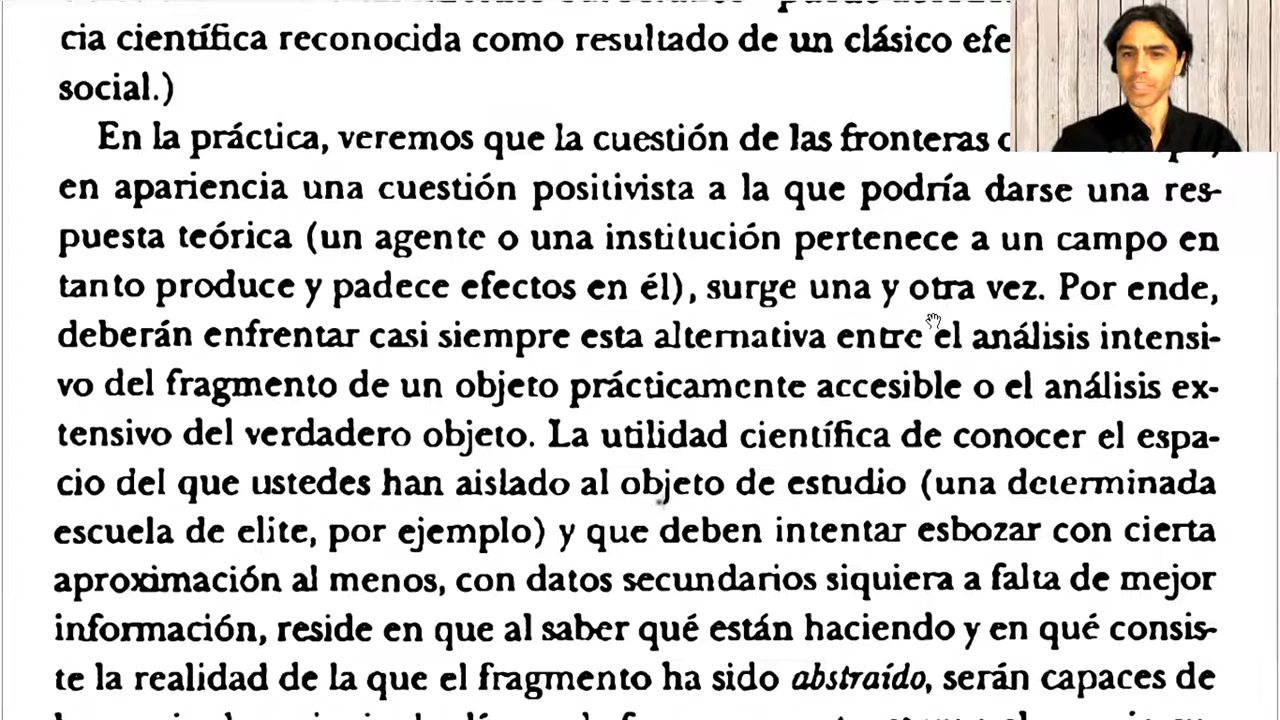 cia científica reconocida como resultado de un clásico efe
social.)
En la práctica, veremos que la cuestión de las fronteras
en apariencia una cuestión positivista a la que podría darse una res-
puesta teórica (un agente o una institución pertenece a un campo en
tanto produce y padece efectos en él), surge una y otra vez. Por ende,
deberán enfrentar casi siempre esta alternativa entre el análisis intensi-
vo del fragmento de un objeto prácticamente accesible o el análisis ex-
tensivo del verdadero objeto. La utilidad científica de conocer el espa-
cio del que ustedes han aislado al objeto de estudio (una determinada
escuela de elite, por ejemplo) y que deben intentar esbozar con cierta
aproximación al menos, con datos secundarios siquiera a falta de mejor
información, reside en que al saber qué están haciendo y en qué consis-
te la realidad de la que el fragmento ha sido abstraído, serán capaces de